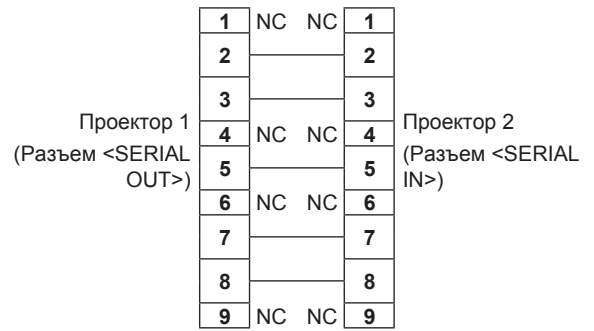 1 NC NC 1
2 2
3 3
Проектор 1
4 NC NC 4
Проектор 2
(Разъем <SERIAL
OUT>)
5 5
(Разъем <SERIAL
IN>)
6 NC NC 6
7 7
8 8
9 NC NC 9